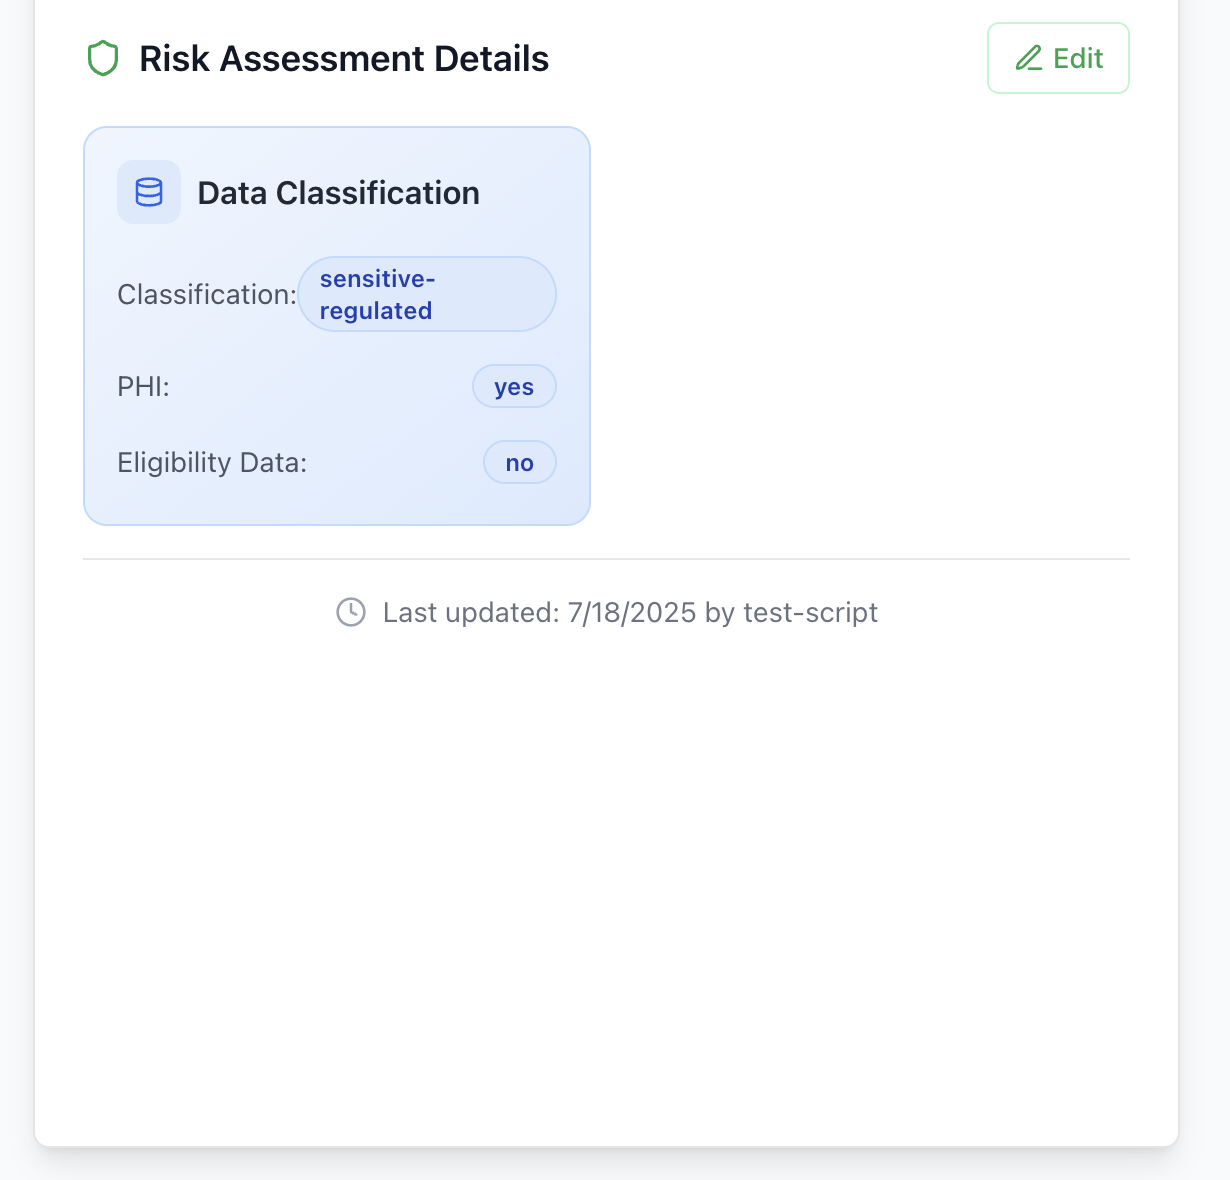 Risk Assessment Details
Edit
Data Classification
Classification: sensitive-
regulated
PHI: yes
Eligibility Data: no
Last updated: 7/18/2025 by test-script